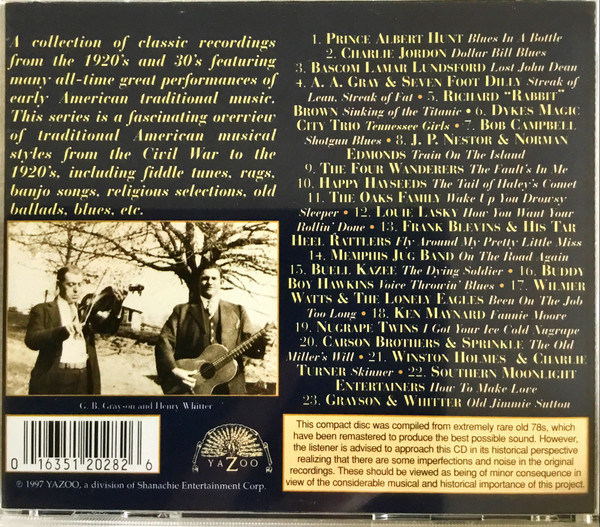 A collection of classic recordings
from the 1920's and 30's featuring
many all-time great performances of
early American traditional music.
This series is a fascinating overview
of traditional American musical
styles from the Civil War to the
1920's, including fiddle tunes, rags,
banjo songs, religious selections, old
ballads, blues, etc.
G. B. Grayson and Henry Whitter
0 16351 20282 6
YAZOO
© 1997 YAZOO, a division of Shanachie Entertainment Corp.
1. PRINCE ALBERT HUNT Blues In A Bottle
2. CHARLIE JORDON Dollar Bill Blues
3. BASCOM LAMAR LUNDSFORD Lost John Dean
4. A. A. GRAY & SEVEN FOOT DILLY Streak of
Lean, Streak of Fat • 5. RICHARD "RABBIT"
BROWN Sinking of the Titanic • 6. DYKES MAGIC
CITY TRIO Tennessee Girls • 7. BOB CAMPBELL
Shotgun Blues • 8. J. P. NESTOR & NORMAN
EDMONDS Train On The Island
9. THE FOUR WANDERERS The Fault's In Me
10. HAPPY HAYSEEDS The Tail of Haley's Comet
11. THE OAKS FAMILY Wake Up You Drowsy
Sleeper • 12. LOUIE LASKY How You Want Your
Rollin' Done • 13. FRANK BLEVINS & HIS TAR
HEEL RATTLERS Fly Around My Pretty Little Miss
14. MEMPHIS JUG BAND On The Road Again
15. BUELL KAZEE The Dying Soldier • 16. BUDDY
BOY HAWKINS Voice Throwin' Blues • 17. WILMER
WATTS & THE LONELY EAGLES Been On The Job
Too Long • 18. KEN MAYNARD Fannie Moore
19. NUGRAPE TWINS I Got Your Ice Cold Nugrape
20. CARSON BROTHERS & SPRINKLE The Old
Miller's Will • 21. WINSTON HOLMES & CHARLIE
TURNER Skinner • 22. SOUTHERN MOONLIGHT
ENTERTAINERS How To Make Love
23. GRAYSON & WHITTER Old Jimmie Sutton
This compact disc was compiled from extremely rare old 78s, which
have been remastered to produce the best possible sound. However,
the listener is advised to approach this CD in its historical perspective
realizing that there are some imperfections and noise in the original
recordings. These should be viewed as being of minor consequence in
view of the considerable musical and historical importance of this project.